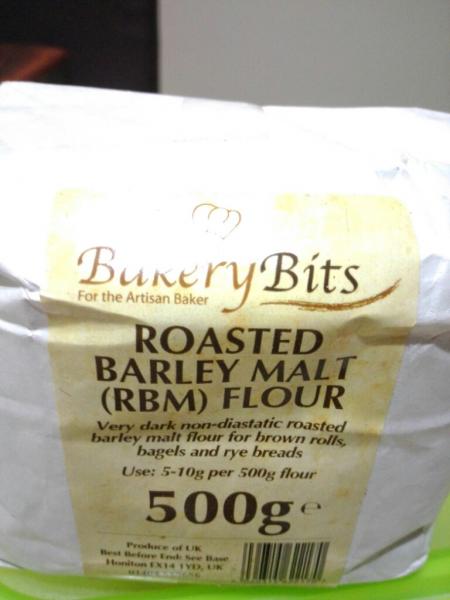 BakeryBits
For the Artisan Baker
ROASTED
BARLEY MALT
(RBM) FLOUR
Very dark non-diastatic roasted
barley malt flour for brown rolls,
bagels and rye breads
Use: 5-10g per 500g flour
500g e
Produce of UK
Best Before End: See Base
Honiton EX14 1YD, UK